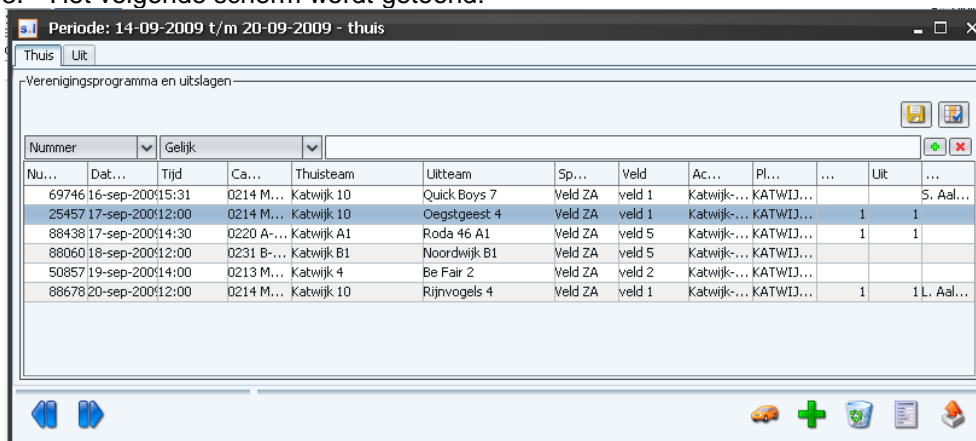 Het volgende scherm wordt getoond.
s.l Periode: 14-09-2009 t/m 20-09-2009 - thuis
Thuis Uit
Verenigingsprogramma en uitslagen
Nummer Gelijk
Nu... Dat... Tijd Ca... Thuisteam Uitteam Sp... Veld Ac... Pl... ... Uit ...
69746 16-sep-2009 15:31 0214 M... Katwijk 10 Quick Boys 7 Veld ZA veld 1 Katwijk-... KATWIJ... S. Aal...
25457 17-sep-2009 12:00 0214 M... Katwijk 10 Oegstgeest 4 Veld ZA veld 1 Katwijk-... KATWIJ... 1 1
88438 17-sep-2009 14:30 0220 A-... Katwijk A1 Roda 46 A1 Veld ZA veld 5 Katwijk-... KATWIJ... 1 1
88060 18-sep-2009 12:00 0231 B-... Katwijk B1 Noordwijk B1 Veld ZA veld 5 Katwijk-... KATWIJ...
50857 19-sep-2009 14:00 0213 M... Katwijk 4 Be Fair 2 Veld ZA veld 2 Katwijk-... KATWIJ...
88678 20-sep-2009 12:00 0214 M... Katwijk 10 Rijnvogels 4 Veld ZA veld 1 Katwijk-... KATWIJ... 1 1 L. Aal...